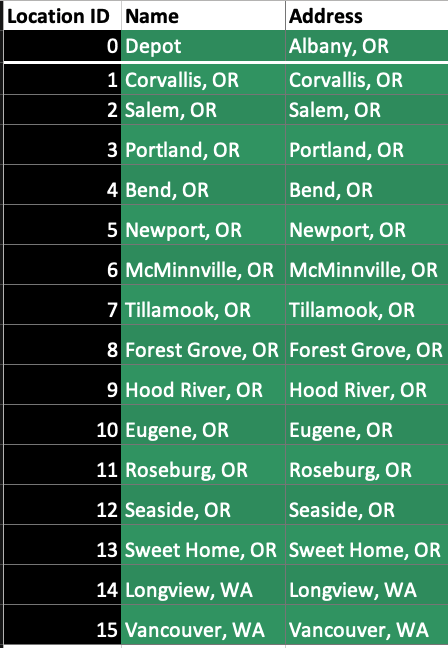 Location ID Name Address
0 Depot Albany, OR
1 Corvallis, OR Corvallis, OR
2 Salem, OR Salem, OR
3 Portland, OR Portland, OR
4 Bend, OR Bend, OR
5 Newport, OR Newport, OR
6 McMinnville, OR McMinnville, OR
7 Tillamook, OR Tillamook, OR
8 Forest Grove, OR Forest Grove, OR
9 Hood River, OR Hood River, OR
10 Eugene, OR Eugene, OR
11 Roseburg, OR Roseburg, OR
12 Seaside, OR Seaside, OR
13 Sweet Home, OR Sweet Home, OR
14 Longview, WA Longview, WA
15 Vancouver, WA Vancouver, WA